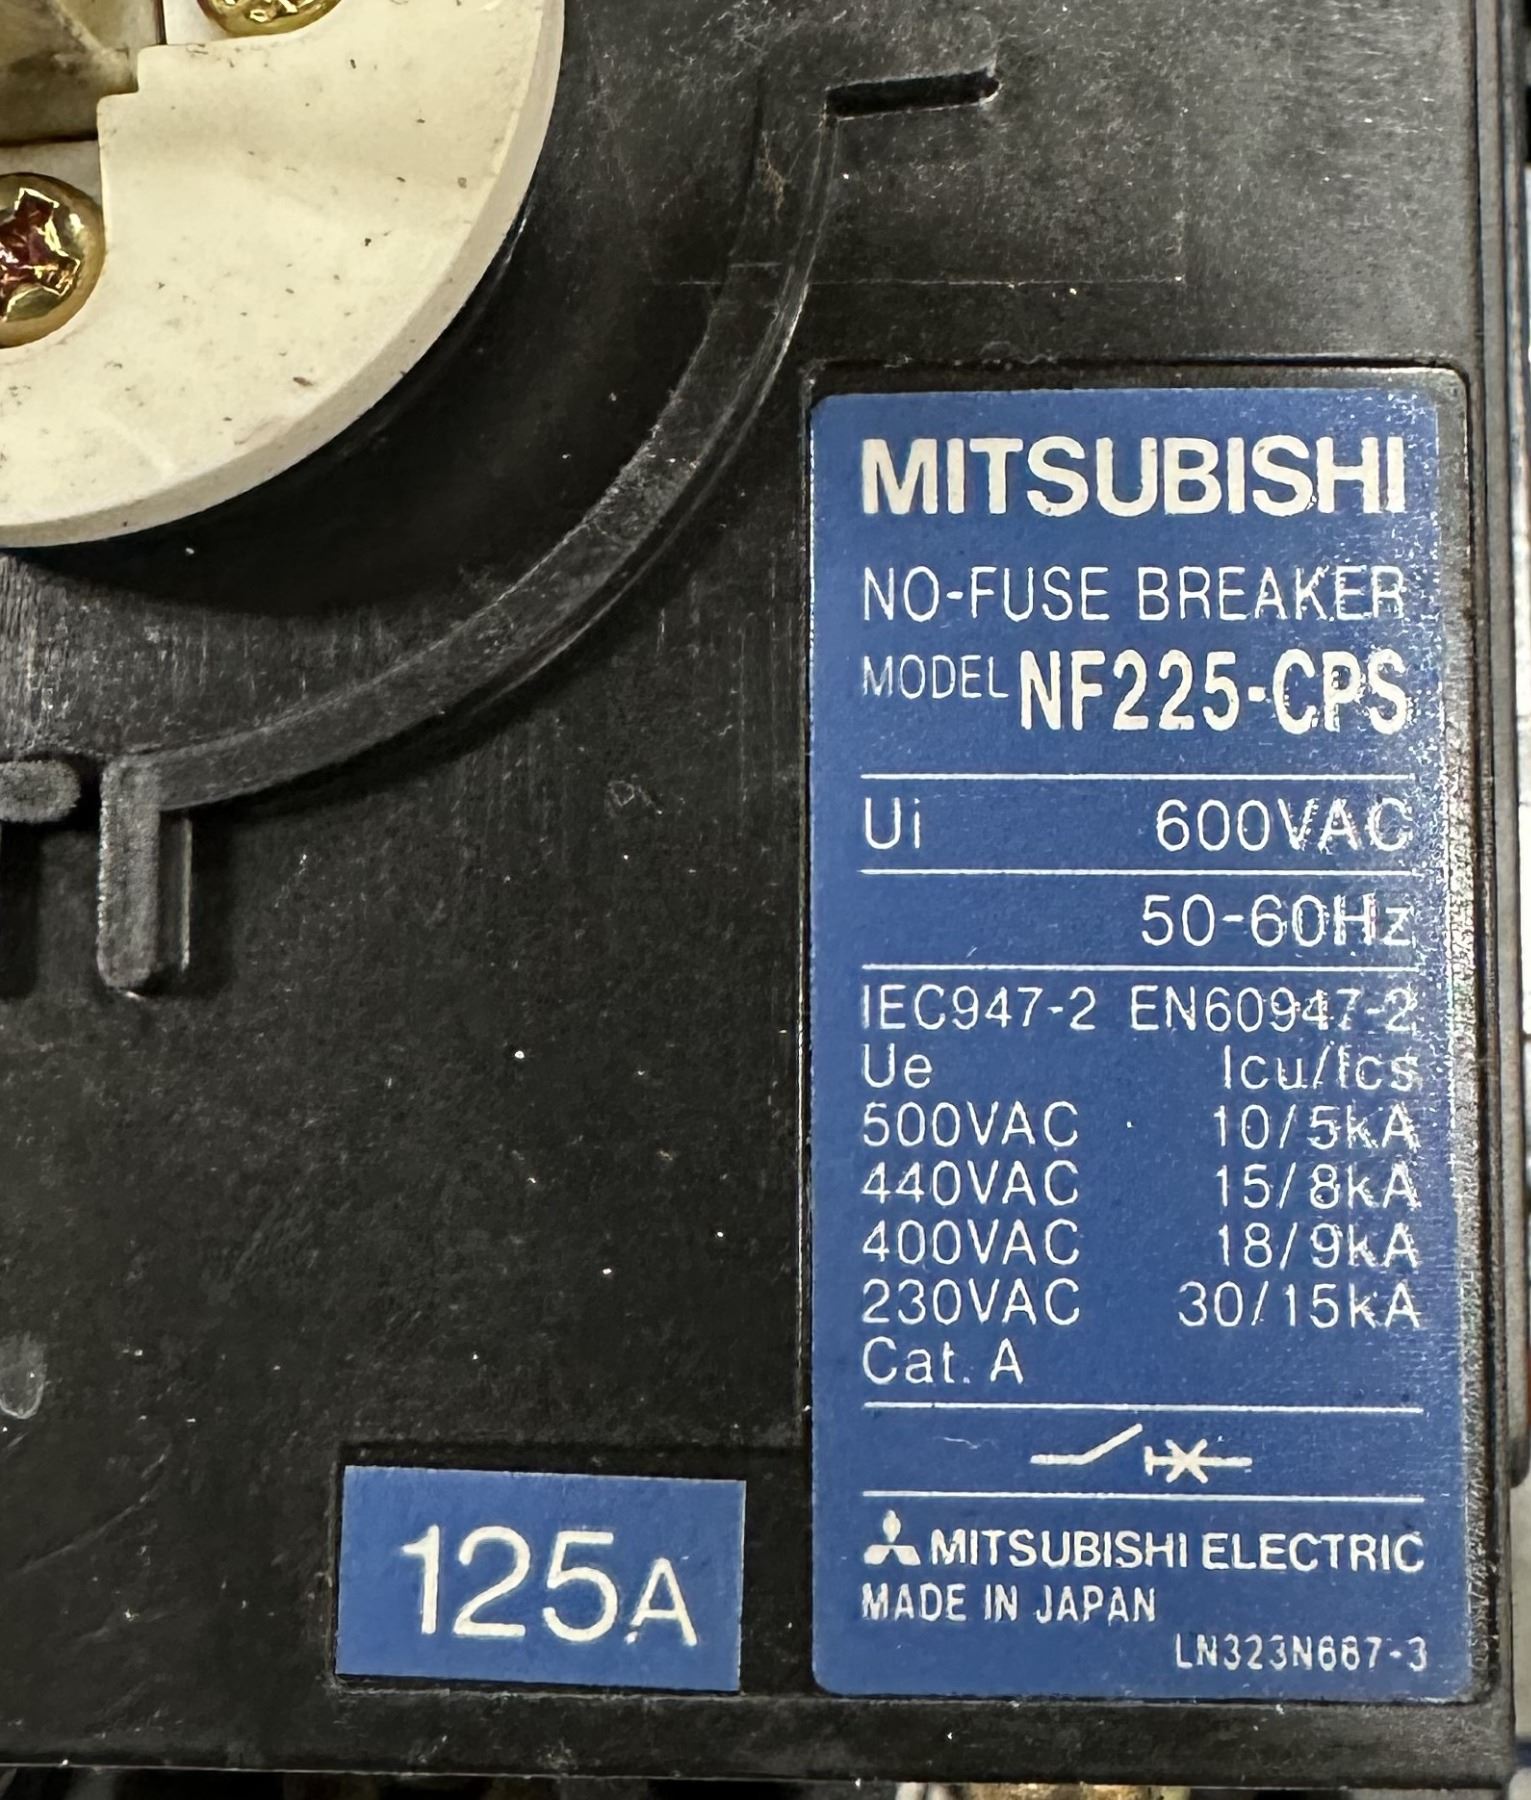 MITSUBISHI
NO-FUSE BREAKER
MODEL NF225-CPS
Ui 600VAC
50-60Hz
IEC947-2 EN60947-2
Ue Icu/Ics
500VAC 10/5kA
440VAC 15/8kA
400VAC 18/9kA
230VAC 30/15kA
Cat. A
MITSUBISHI ELECTRIC
MADE IN JAPAN
LN323N667-3
125A